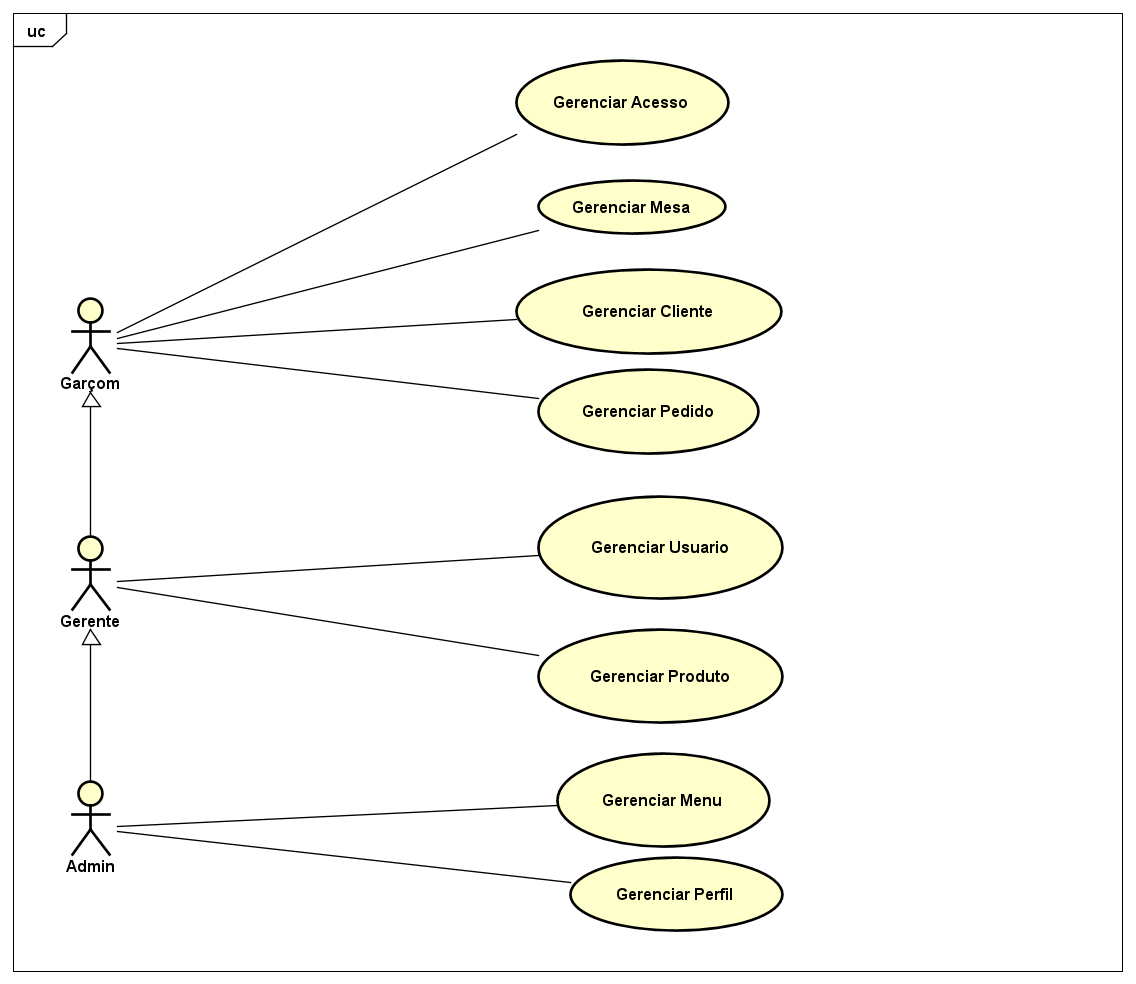 uc
Gerenciar Acesso
Gerenciar Mesa
Gerenciar Cliente
Garçom
Gerenciar Pedido
Gerenciar Usuario
Gerente
Gerenciar Produto
Gerenciar Menu
Admin
Gerenciar Perfil